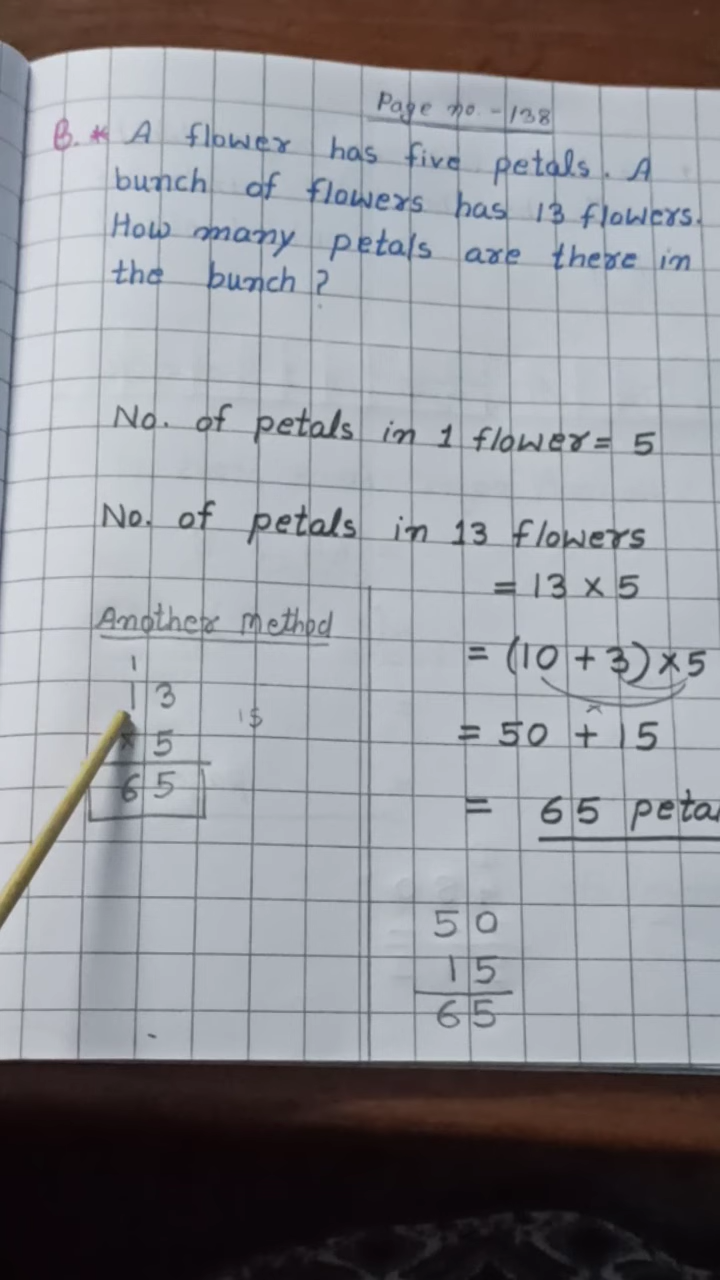 Page no. - 138
B. * A flower has five petals. A
bunch of flowers has 13 flowers.
How many petals are there in
the bunch ?
No. of petals in 1 flower = 5
No. of petals in 13 flowers
= 13 × 5
= (10 + 3) × 5
= 50 + 15
= 65 peta
Another method
1
13
15
× 5
65
50
15
65